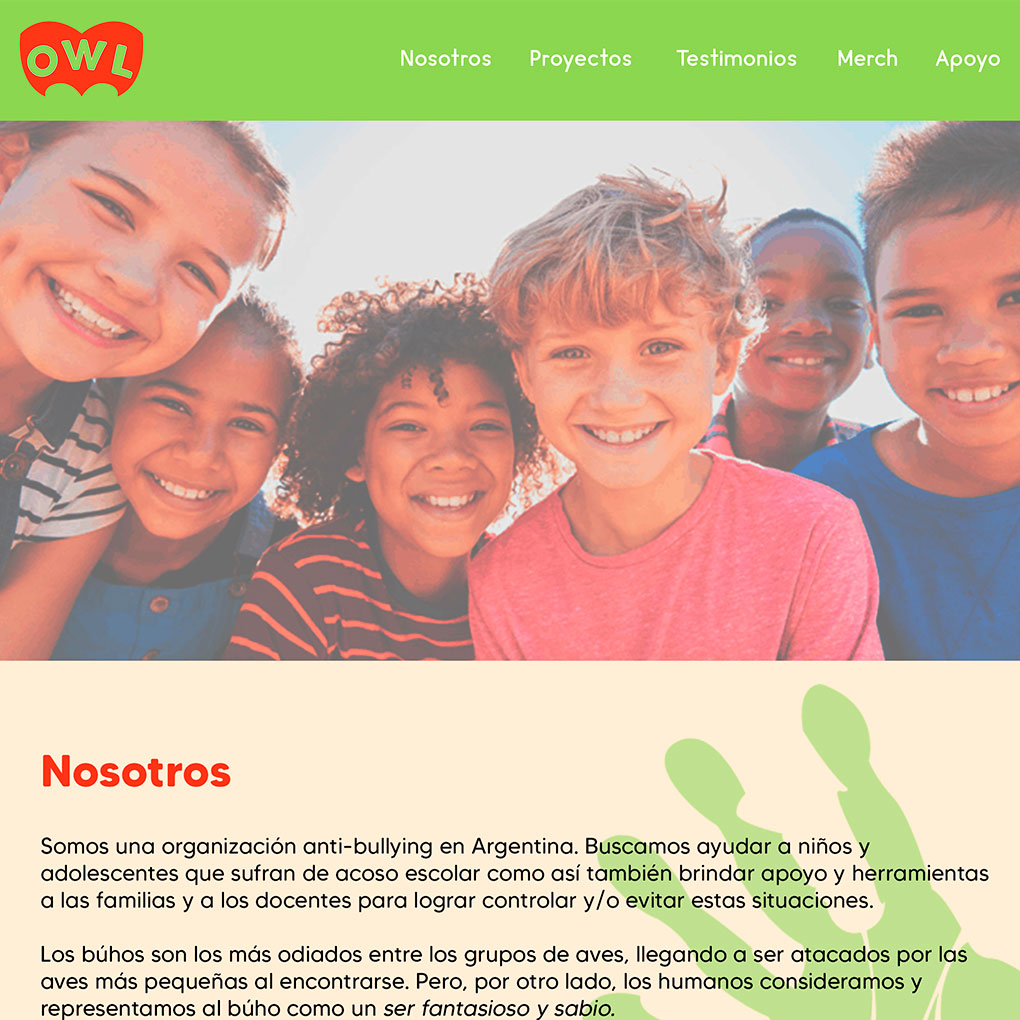 OWL
Nosotros Proyectos Testimonios Merch Apoyo
Nosotros
Somos una organización anti-bullying en Argentina. Buscamos ayudar a niños y
adolescentes que sufran de acoso escolar como así también brindar apoyo y herramientas
a las familias y a los docentes para lograr controlar y/o evitar estas situaciones.
Los búhos son los más odiados entre los grupos de aves, llegando a ser atacados por las
aves más pequeñas al encontrarse. Pero, por otro lado, los humanos consideramos y
representamos al búho como un ser fantasioso y sabio.